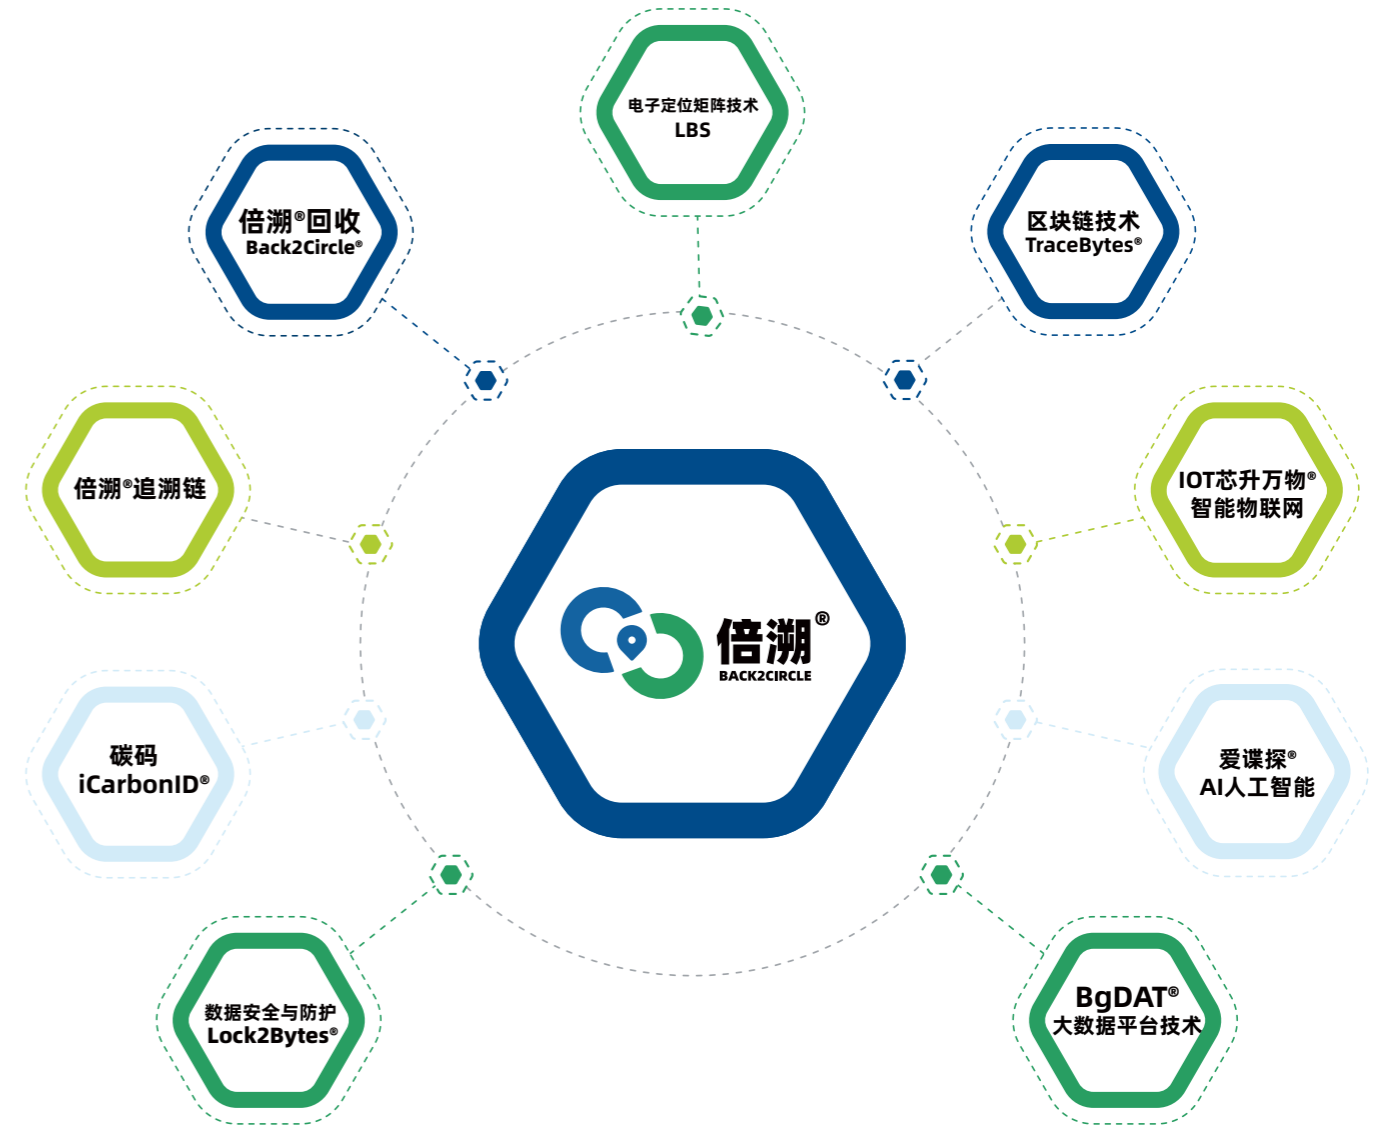 电子定位矩阵技术
LBS
倍溯®回收
Back2Circle®
区块链技术
TraceBytes®
倍溯®追溯链
IOT芯升万物®
智能物联网
倍溯®
BACK2CIRCLE
碳码
iCarbonID®
爱谍探®
AI人工智能
数据安全与防护
Lock2Bytes®
BgDAT®
大数据平台技术